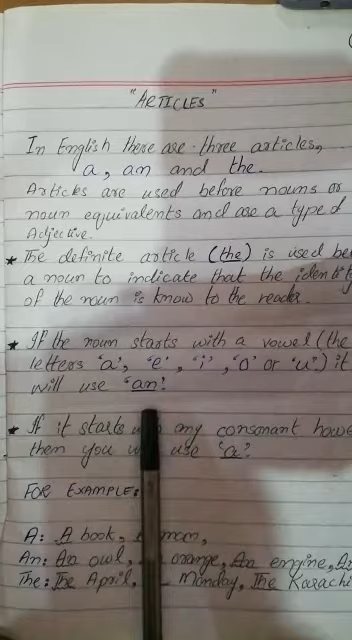 "ARTICLES"
In English there are three articles,
a, an and the.
Articles are used before nouns or
noun equivalents and are a type of
Adjective.
★ The definite article (the) is used be
a noun to indicate that the identit
of the noun is know to the reader.
★ If the noun starts with a vowel (the
letters 'a', 'e', 'i', 'o' or 'u') it
will use 'an'.
★ If it starts any consonant howe
them you use 'a'.
FOR EXAMPLE:
A: A book, man,
An: An owl, orange, An engine, A
The: The April, Monday, The Karachi